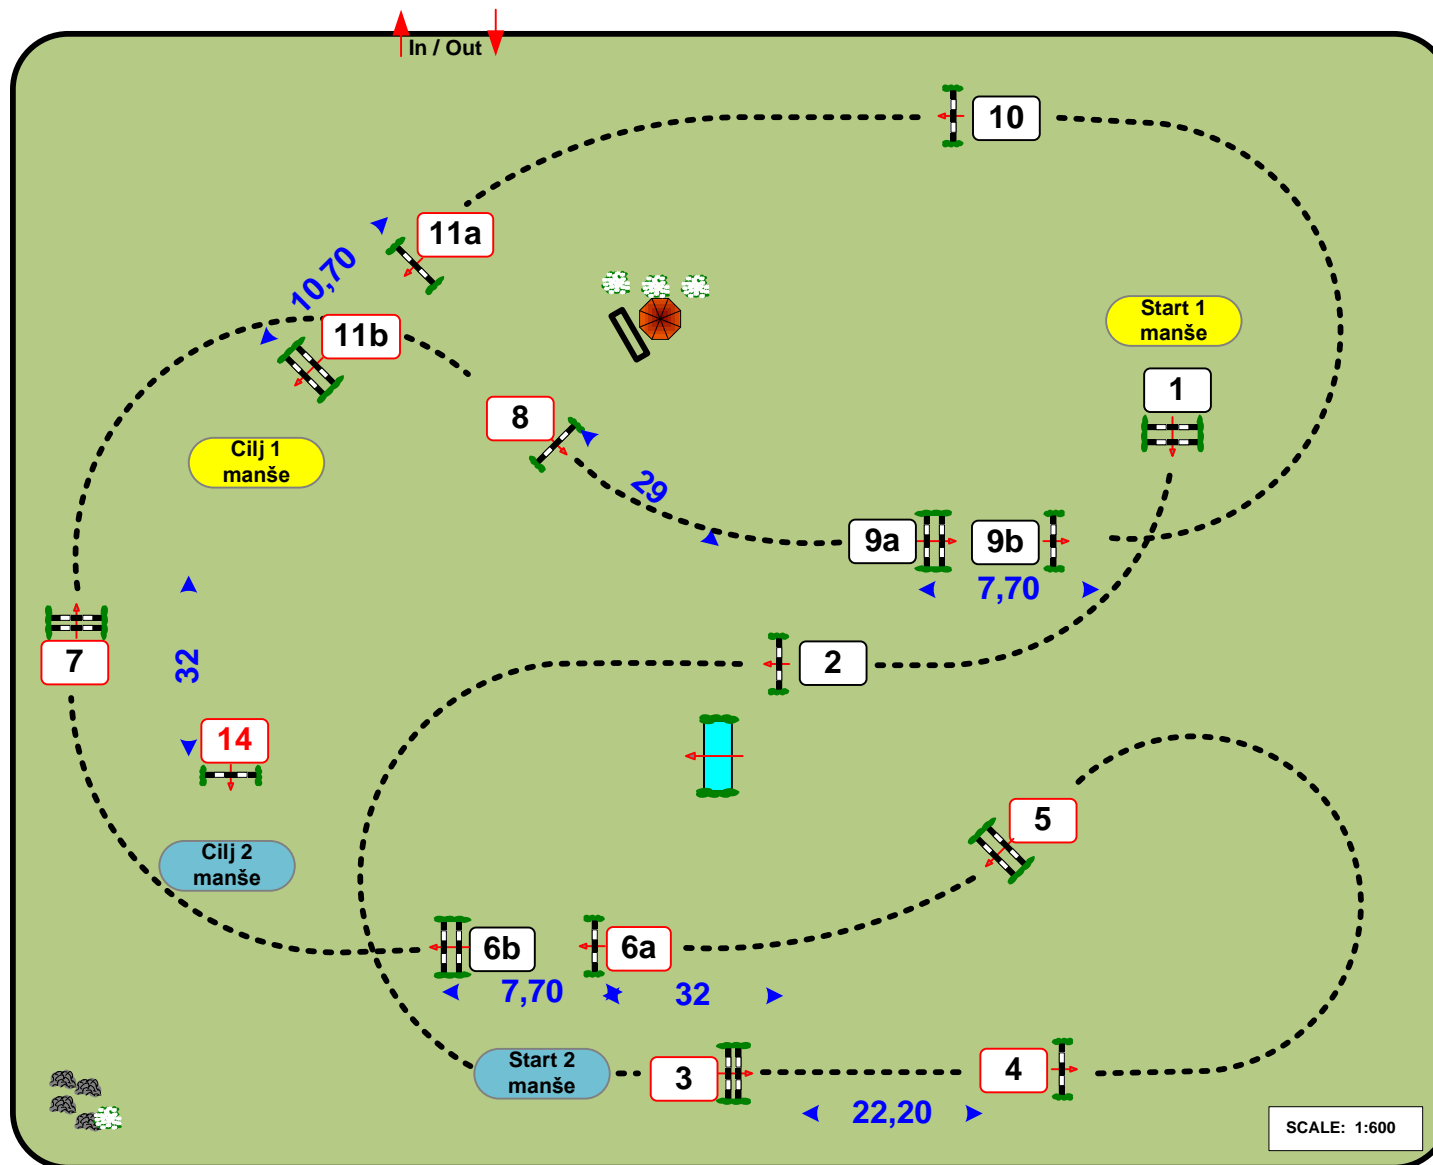 In / Out
10
11a
10,70
11b
Start 1
manše
1
8
Cilj 1
manše
29
9a
9b
7,70
2
7
32
14
5
Cilj 2
manše
6b
6a
7,70
32
Start 2
manše
3
4
22,20
SCALE: 1:600